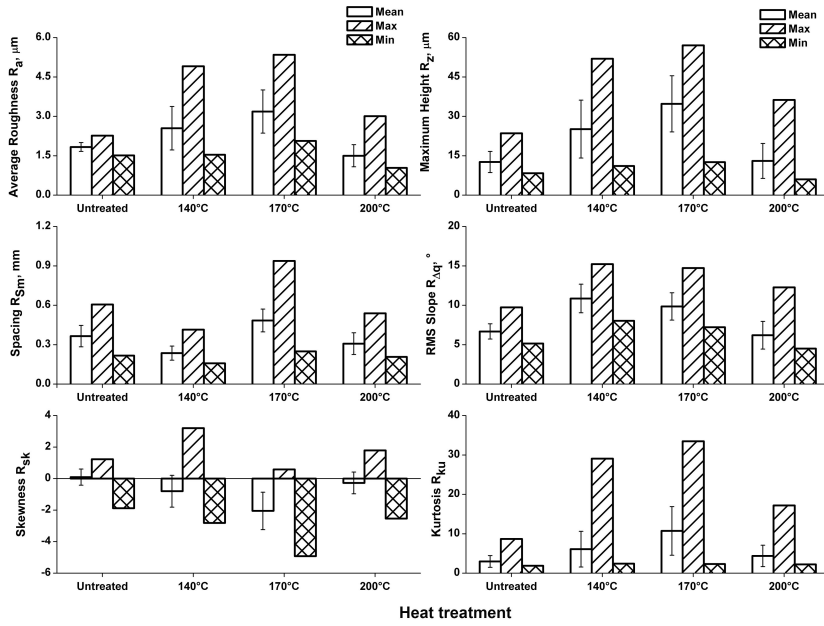 Mean
Max
Min
Average Roughness Ra, μm
6.0
4.5
3.0
1.5
0.0
Untreated 140°C 170°C 200°C
Mean
Max
Min
Maximum Height Rz, μm
60
45
30
15
0
Untreated 140°C 170°C 200°C
Spacing RSm, mm
1.2
0.9
0.6
0.3
0.0
Untreated 140°C 170°C 200°C
RMS Slope RΔq, °
20
15
10
5
0
Untreated 140°C 170°C 200°C
Skewness Rsk
4
2
0
-2
-4
-6
Untreated 140°C 170°C 200°C
Kurtosis Rku
40
30
20
10
0
Untreated 140°C 170°C 200°C
Heat treatment